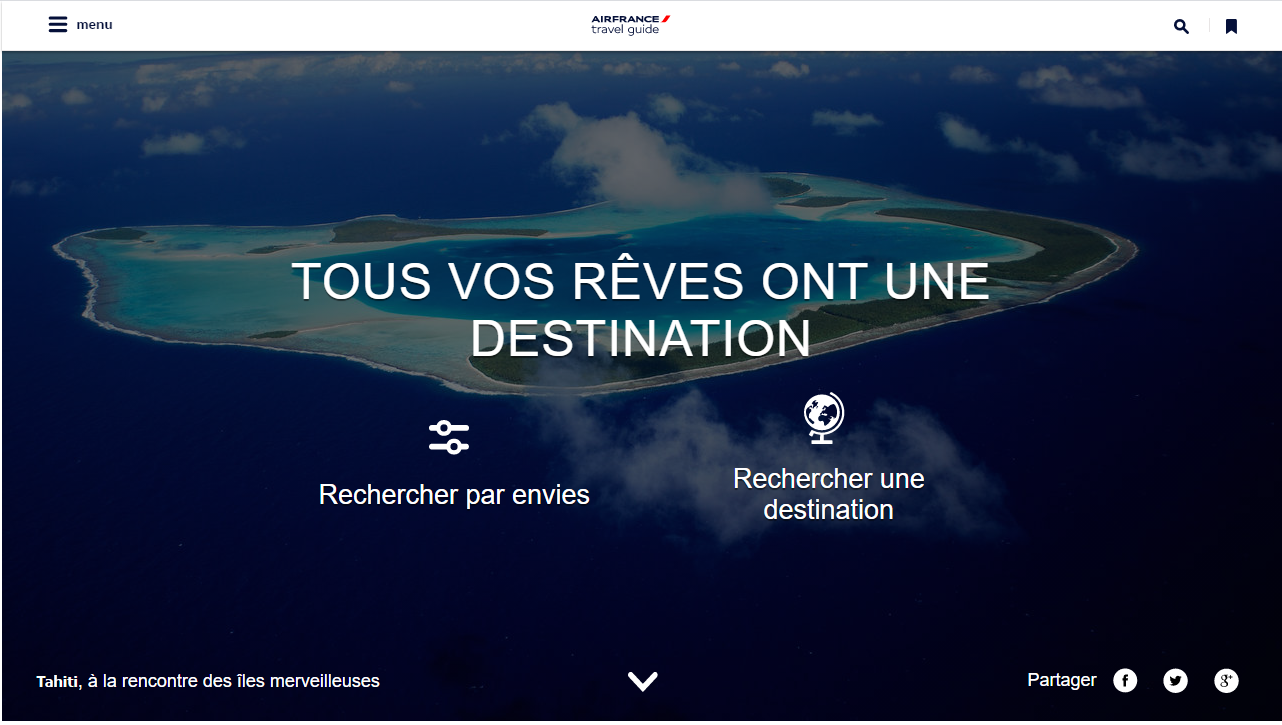 menu
AIRFRANCE
travel guide
TOUS VOS RÊVES ONT UNE
DESTINATION
Rechercher par envies
Rechercher une
destination
Tahiti, à la rencontre des îles merveilleuses
Partager